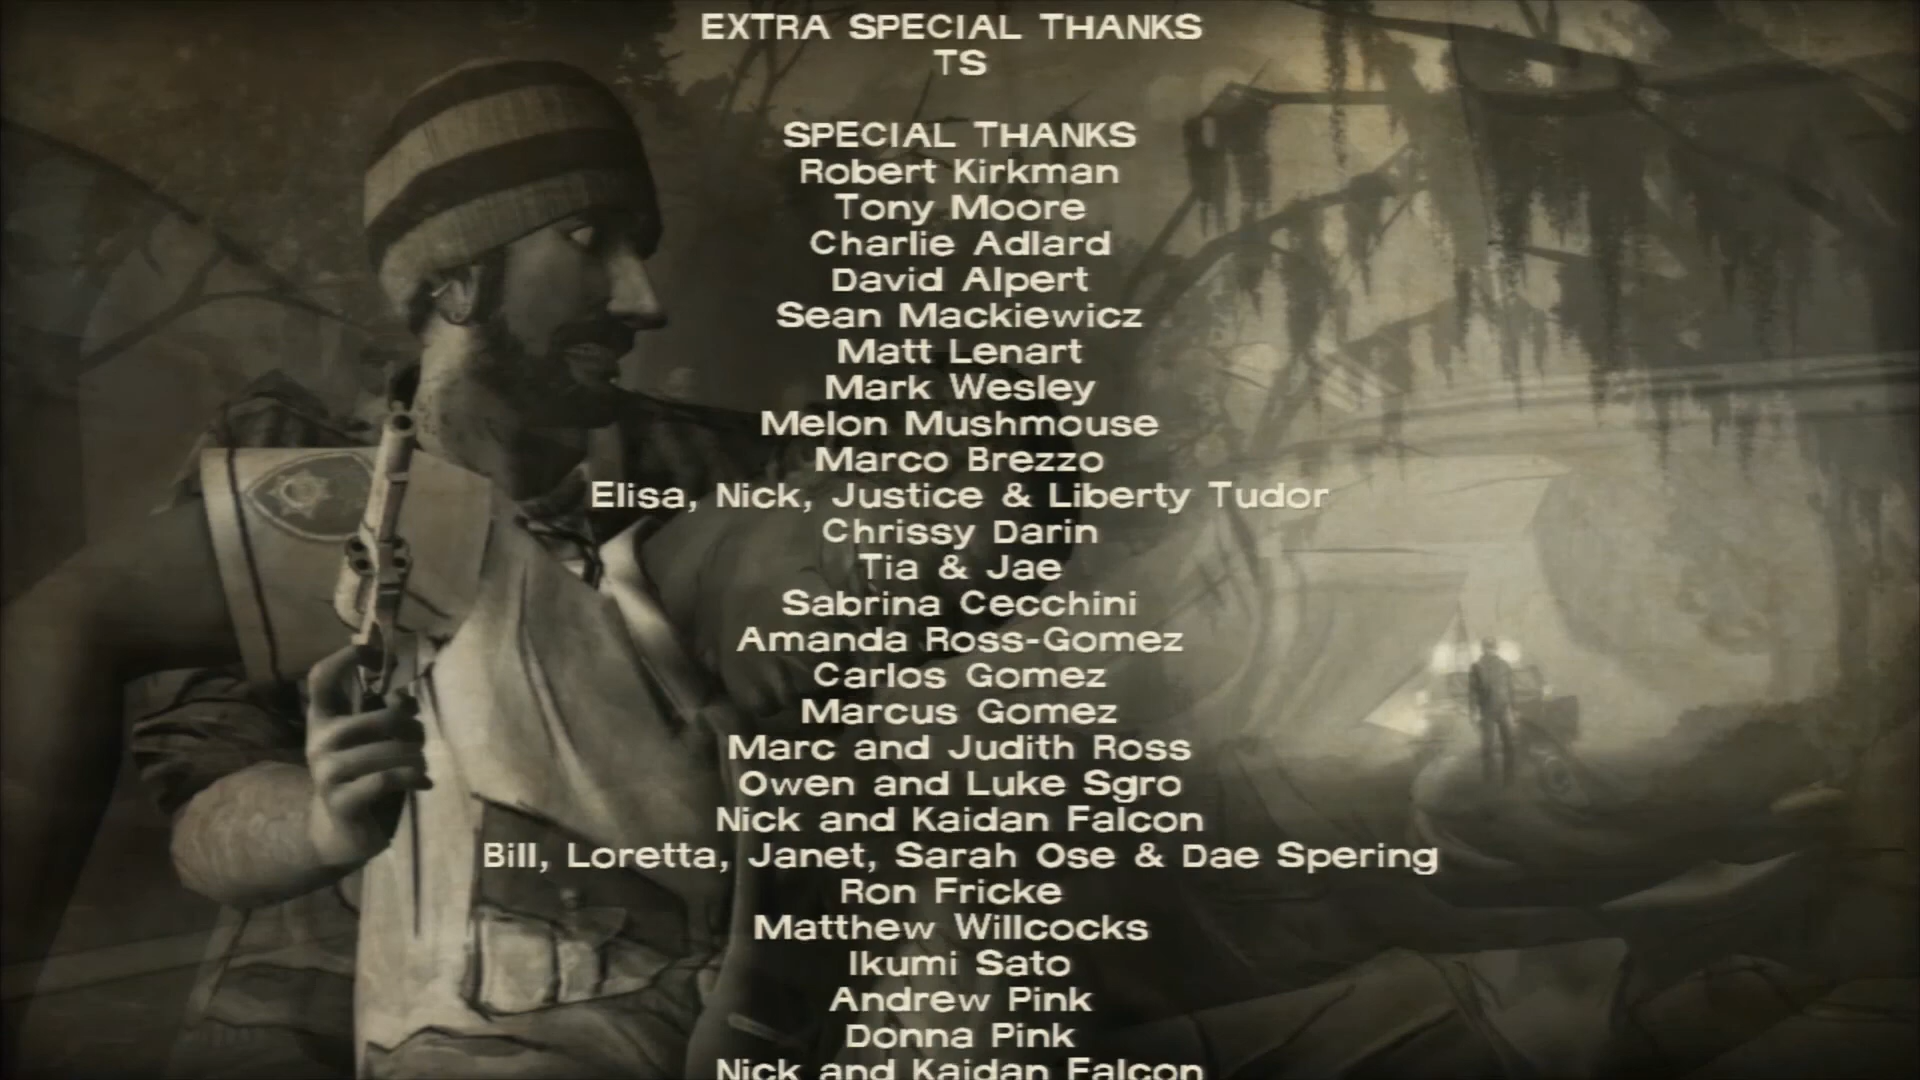 EXTRA SPECIAL THANKS
TS
SPECIAL THANKS
Robert Kirkman
Tony Moore
Charlie Adlard
David Alpert
Sean Mackiewicz
Matt Lenart
Mark Wesley
Melon Mushmouse
Marco Brezzo
Elisa, Nick, Justice & Liberty Tudor
Chrissy Darin
Tia & Jae
Sabrina Cecchini
Amanda Ross-Gomez
Carlos Gomez
Marcus Gomez
Marc and Judith Ross
Owen and Luke Sgro
Nick and Kaidan Falcon
Bill, Loretta, Janet, Sarah Ose & Dae Spering
Ron Fricke
Matthew Willcocks
Ikumi Sato
Andrew Pink
Donna Pink
Nick and Kaidan Falcon